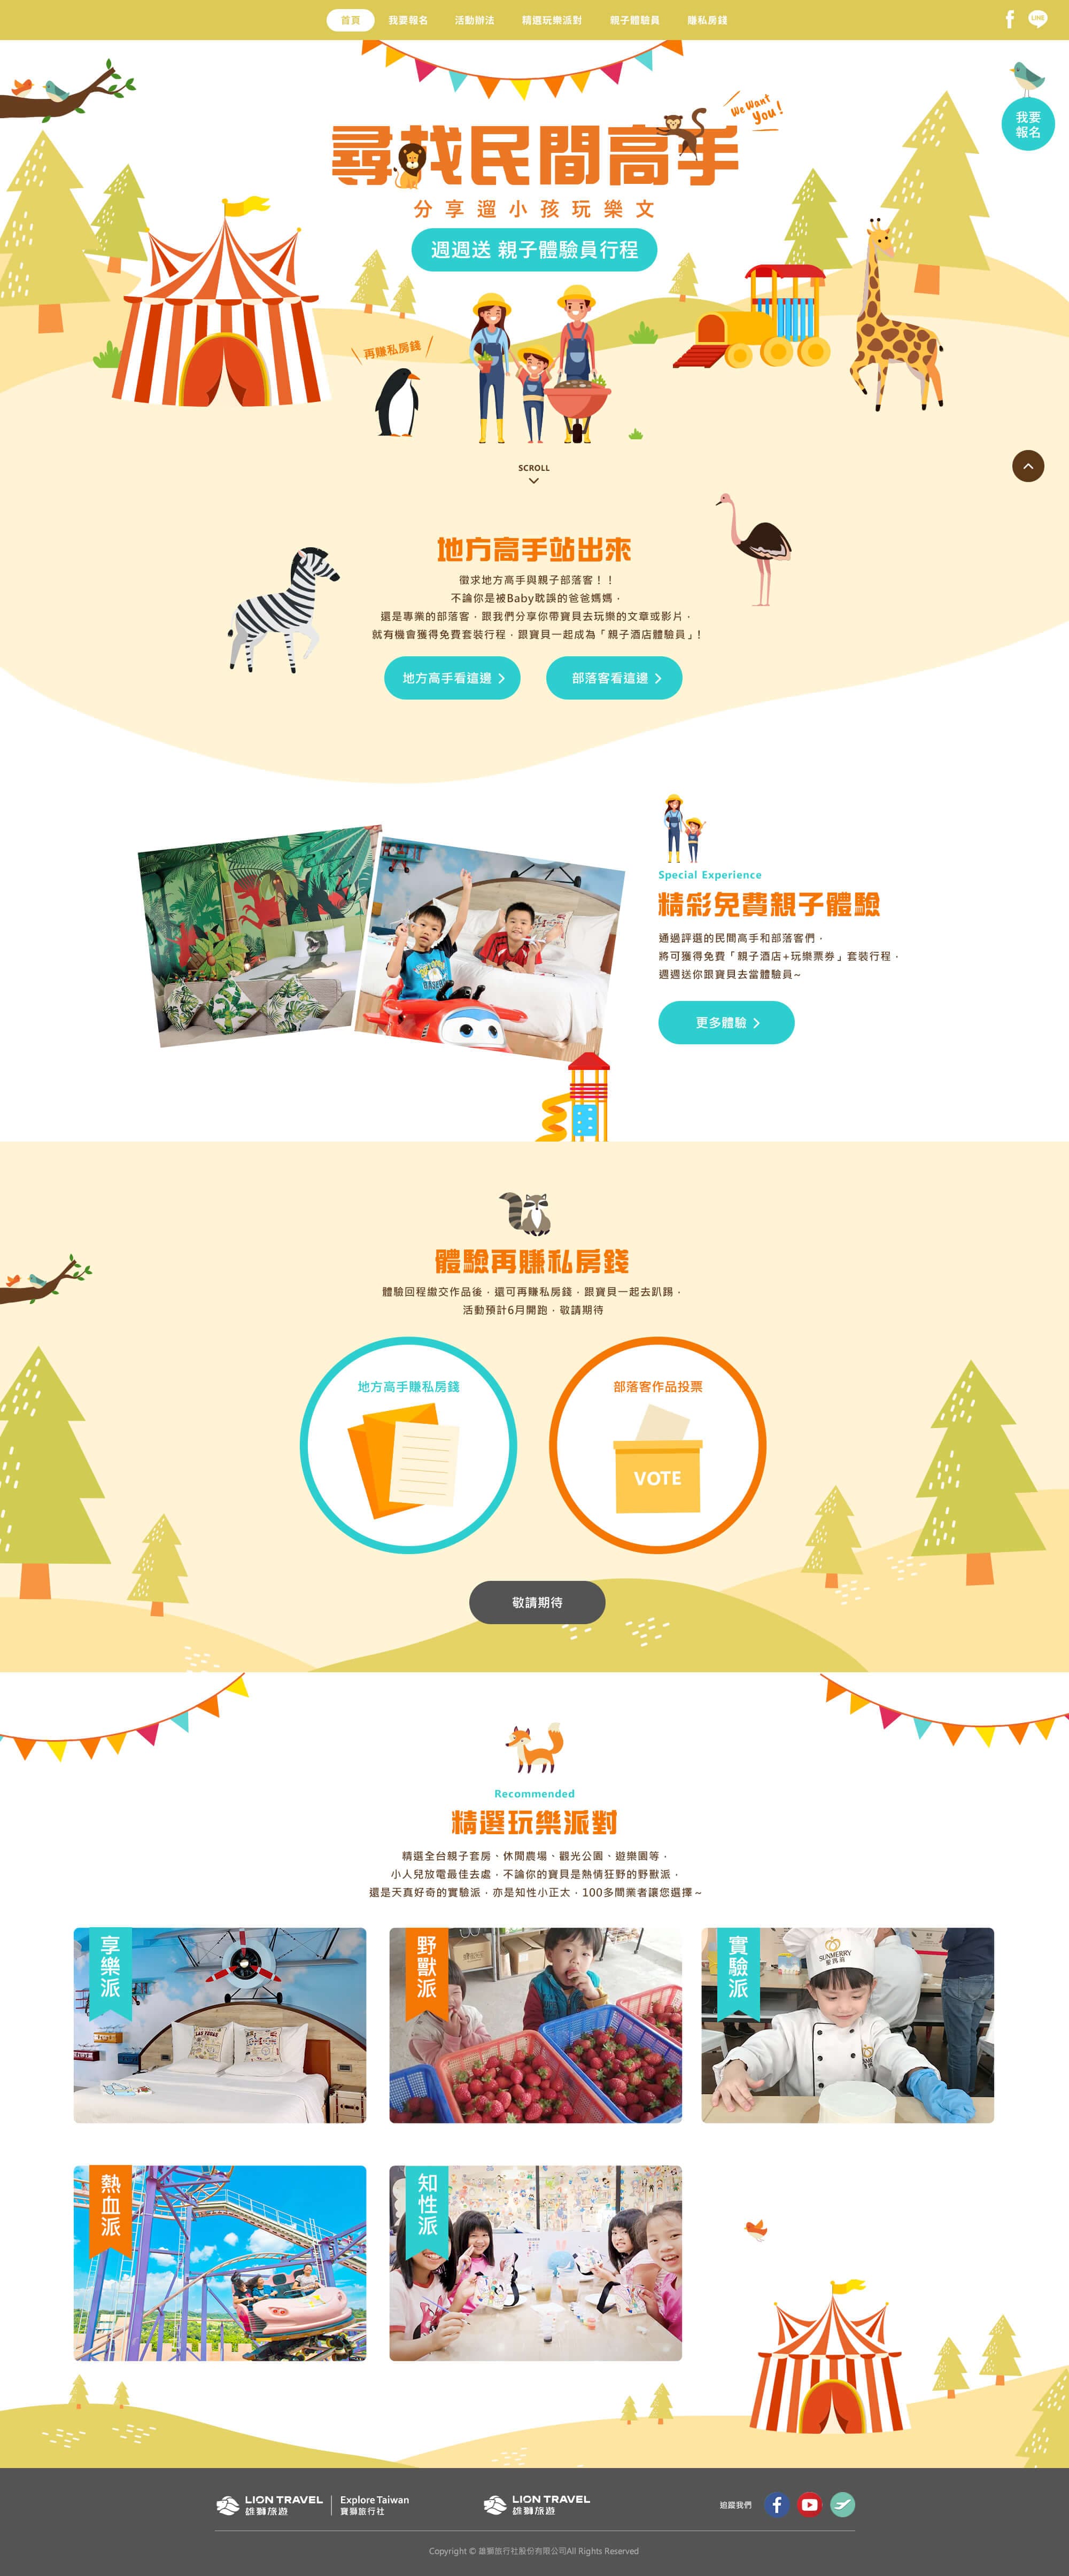 首頁
我要報名
活動辦法
精選玩樂派對
親子體驗員
賺私房錢
LINE
我要
報名
We Want
You!
尋找民間高手
分享遛小孩玩樂文
週週送 親子體驗員行程
再賺私房錢
SCROLL
地方高手站出來
徵求地方高手與親子部落客！！
不論你是被Baby耽誤的爸爸媽媽，
還是專業的部落客，跟我們分享你帶寶貝去玩樂的文章或影片，
就有機會獲得免費套裝行程，跟寶貝一起成為「親子酒店體驗員」!
地方高手看這邊
部落客看這邊
Special Experience
精彩免費親子體驗
通過評選的民間高手和部落客們，
將可獲得免費「親子酒店+玩樂票券」套裝行程，
週週送你跟寶貝去當體驗員~
更多體驗
體驗再賺私房錢
體驗回程繳交作品後，還可再賺私房錢，跟寶貝一起去趴踢，
活動預計6月開跑，敬請期待
地方高手賺私房錢
部落客作品投票
VOTE
敬請期待
Recommended
精選玩樂派對
精選全台親子套房、休閒農場、觀光公園、遊樂園等，
小人兒放電最佳去處，不論你的寶貝是熱情狂野的野獸派，
還是天真好奇的實驗派，亦是知性小正太，100多間業者讓您選擇~
享樂派
野獸派
實驗派
SUNMERRY
熱血派
知性派
LION TRAVEL
雄獅旅遊
Explore Taiwan
寶獅旅行社
LION TRAVEL
雄獅旅遊
追蹤我們
Copyright © 雄獅旅行社股份有限公司All Rights Reserved